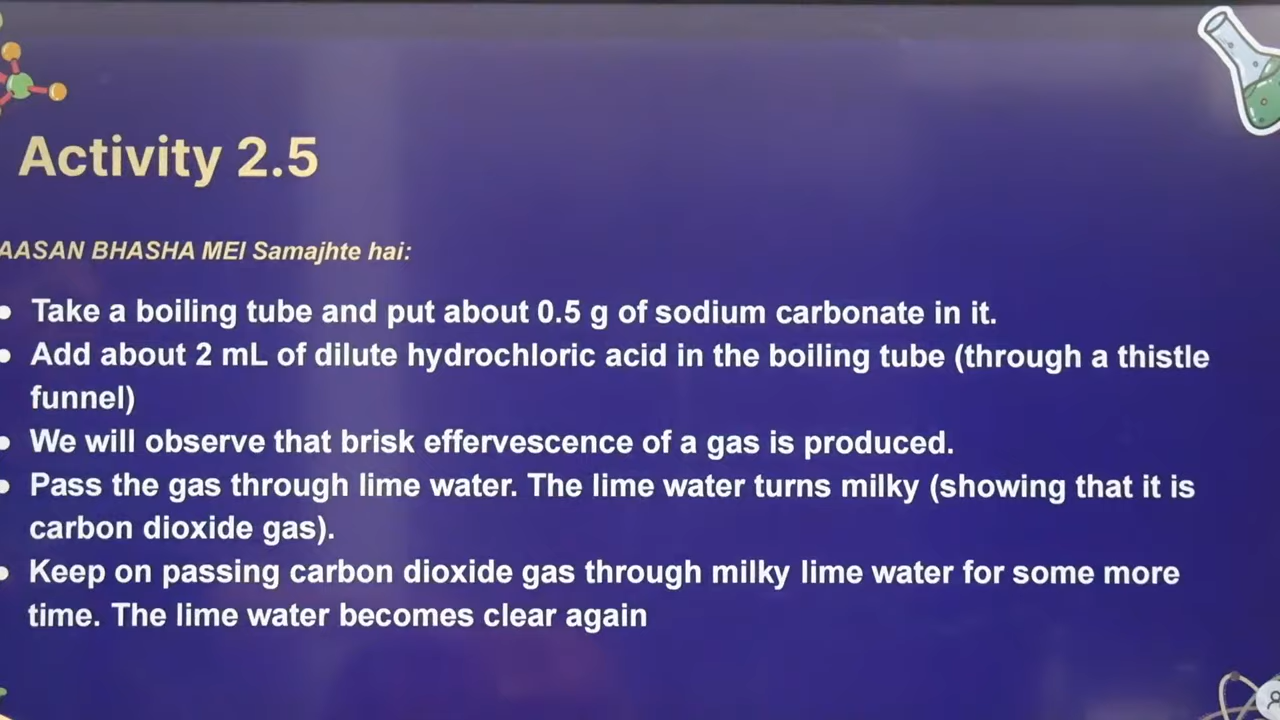 Activity 2.5
AASAN BHASHA MEI Samajhte hai:
• Take a boiling tube and put about 0.5 g of sodium carbonate in it.
• Add about 2 mL of dilute hydrochloric acid in the boiling tube (through a thistle
funnel)
• We will observe that brisk effervescence of a gas is produced.
• Pass the gas through lime water. The lime water turns milky (showing that it is
carbon dioxide gas).
• Keep on passing carbon dioxide gas through milky lime water for some more
time. The lime water becomes clear again